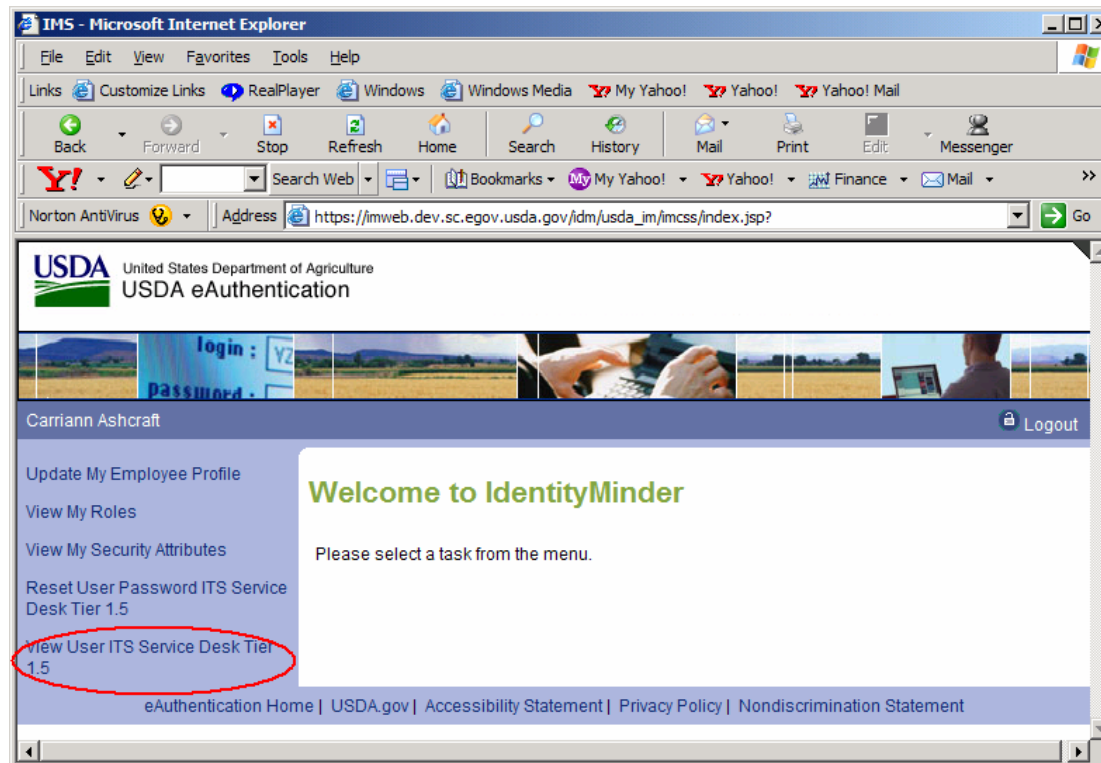 IMS - Microsoft Internet Explorer
File Edit View Favorites Tools Help
Links Customize Links RealPlayer Windows Windows Media My Yahoo! Yahoo! Yahoo! Mail
Back Forward Stop Refresh Home Search History Mail Print Edit Messenger
Y! Search Web Bookmarks My Yahoo! Yahoo! Finance Mail »
Norton AntiVirus Address https://imweb.dev.sc.egov.usda.gov/idm/usda_im/imcss/index.jsp? Go
USDA United States Department of Agriculture
USDA eAuthentication
login : YZ
password :
Carriann Ashcraft Logout
Update My Employee Profile
View My Roles
View My Security Attributes
Reset User Password ITS Service
Desk Tier 1.5
View User ITS Service Desk Tier
1.5
Welcome to IdentityMinder
Please select a task from the menu.
eAuthentication Home | USDA.gov | Accessibility Statement | Privacy Policy | Nondiscrimination Statement